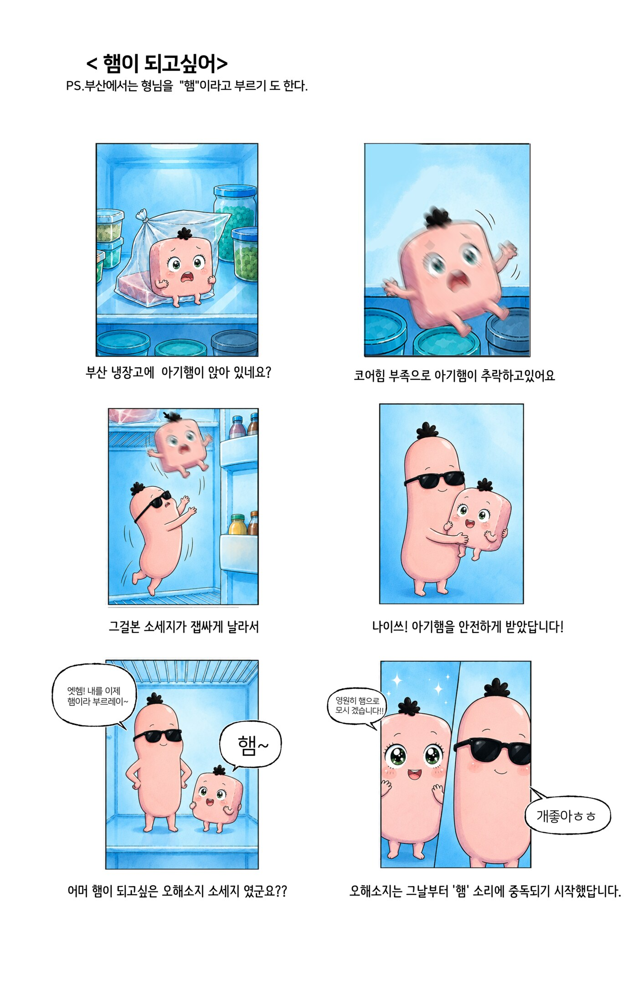 < 햄이 되고싶어>
PS.부산에서는 형님을 "햄"이라고 부르기 도 한다.
부산 냉장고에 아기햄이 앉아 있네요?
코어힘 부족으로 아기햄이 추락하고있어요
그걸본 소세지가 잽싸게 날라서
나이쓰! 아기햄을 안전하게 받았답니다!
엣헴! 내를 이제
햄이라 부르레이~
햄~
영원히 햄으로
모시 겠습니다!!
개좋아ㅎㅎ
어머 햄이 되고싶은 오해소지 소세지 였군요??
오해소지는 그날부터 '햄' 소리에 중독되기 시작했답니다.